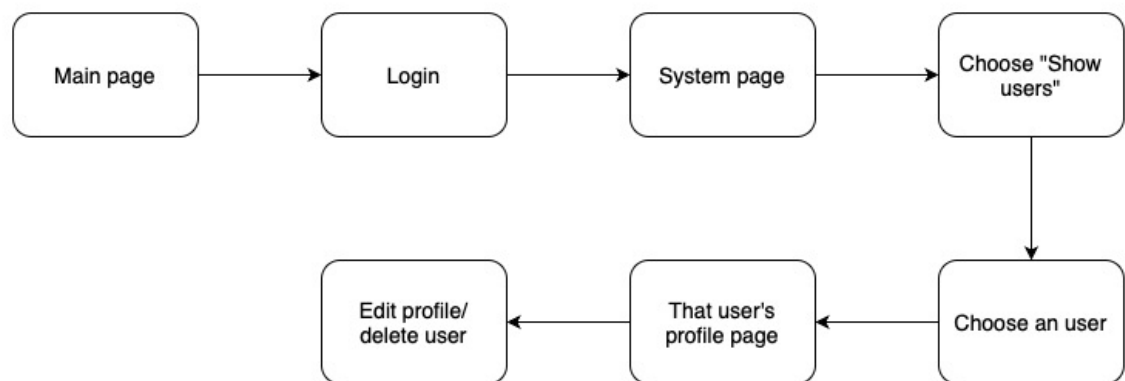 Main page
Login
System page
Choose "Show
users"
Choose an user
That user's
profile page
Edit profile/
delete user